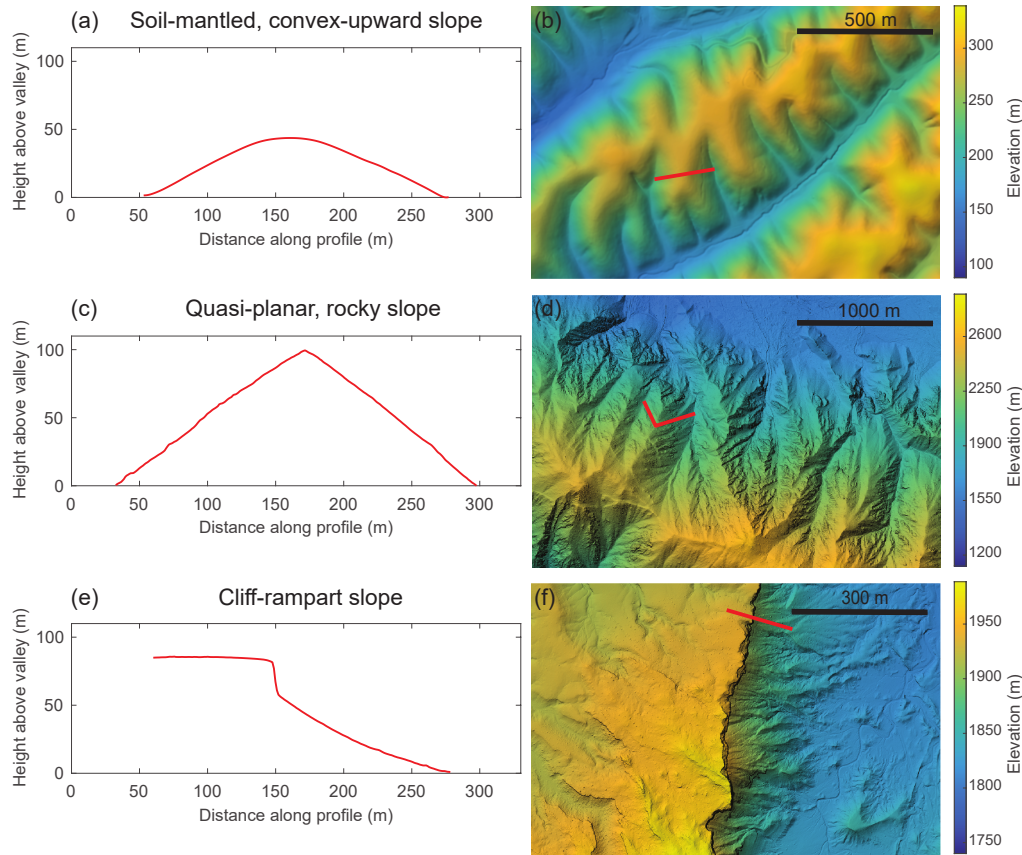 (a) Soil-mantled, convex-upward slope
Height above valley (m)
100
50
0
0 50 100 150 200 250 300
Distance along profile (m)
(b)
500 m
300
250
200
150
100
Elevation (m)
(c) Quasi-planar, rocky slope
Height above valley (m)
100
50
0
0 50 100 150 200 250 300
Distance along profile (m)
(d)
1000 m
2600
2250
1900
1550
1200
Elevation (m)
(e) Cliff-rampart slope
Height above valley (m)
100
50
0
0 50 100 150 200 250 300
Distance along profile (m)
(f)
300 m
1950
1900
1850
1800
1750
Elevation (m)